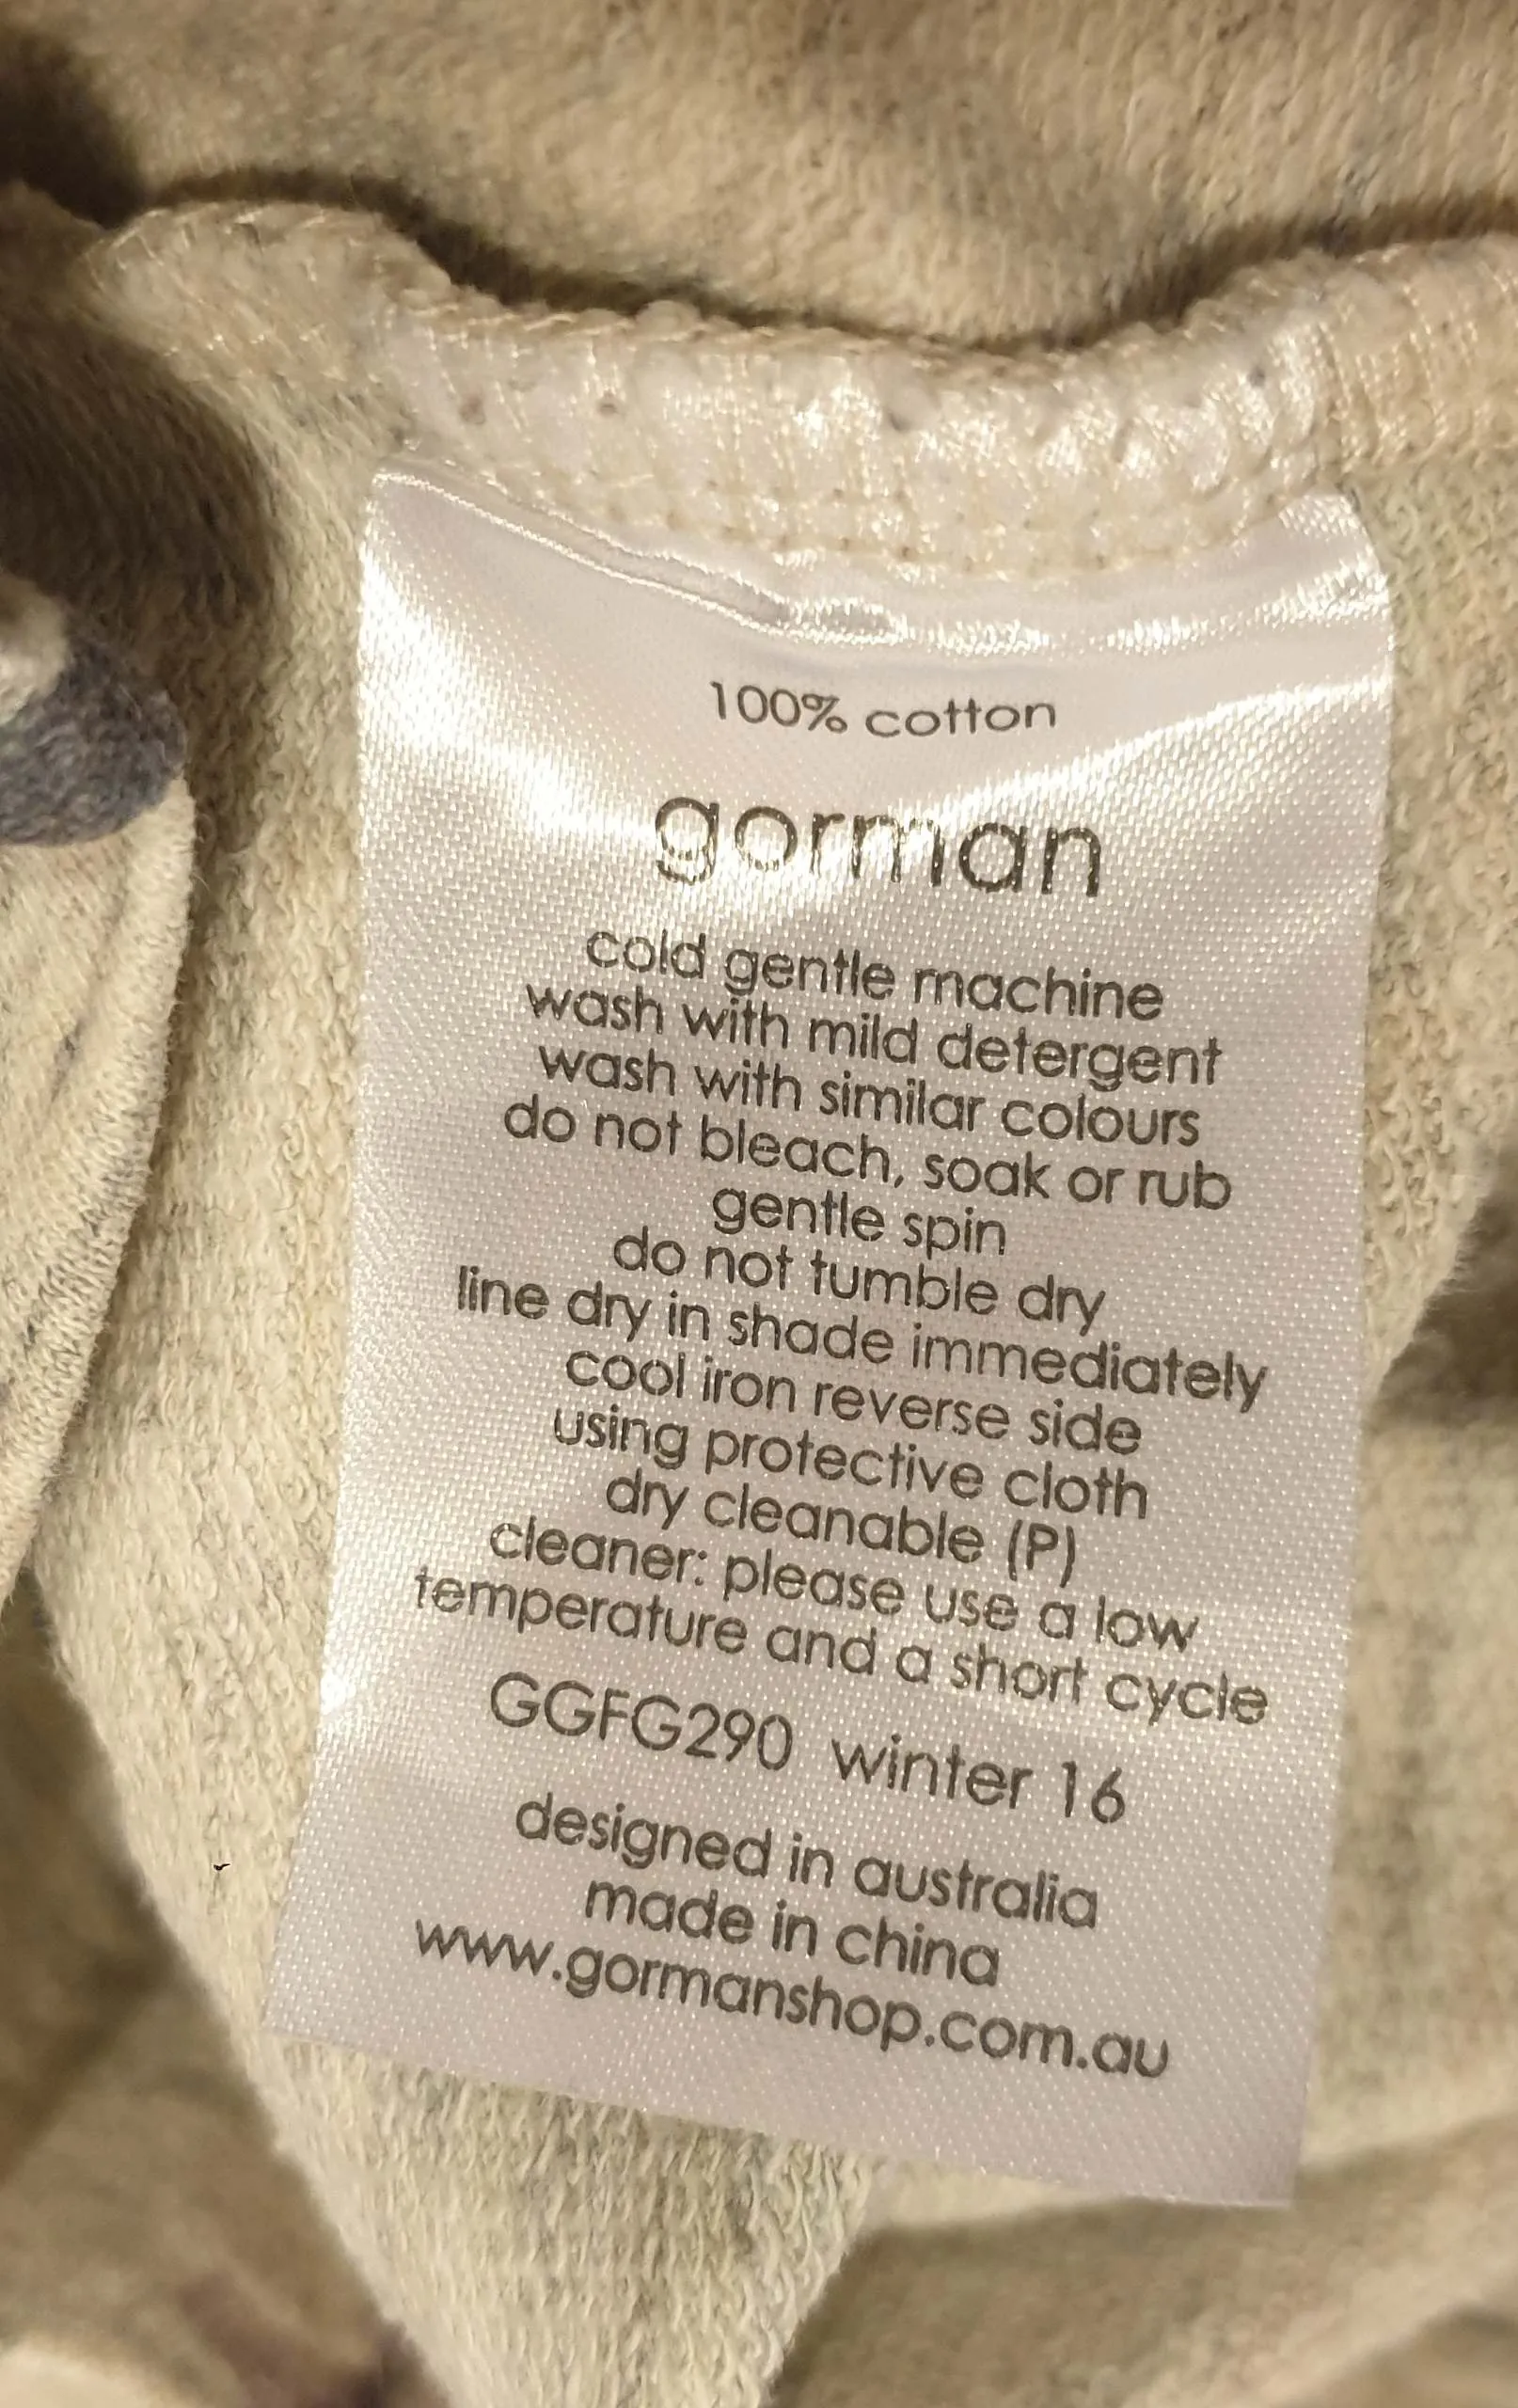 100% cotton
gorman
cold gentle machine
wash with mild detergent
wash with similar colours
do not bleach, soak or rub
gentle spin
do not tumble dry
line dry in shade immediately
cool iron reverse side
using protective cloth
dry cleanable (P)
cleaner: please use a low
temperature and a short cycle
GGFG290 winter 16
designed in australia
made in china
www.gormanshop.com.au